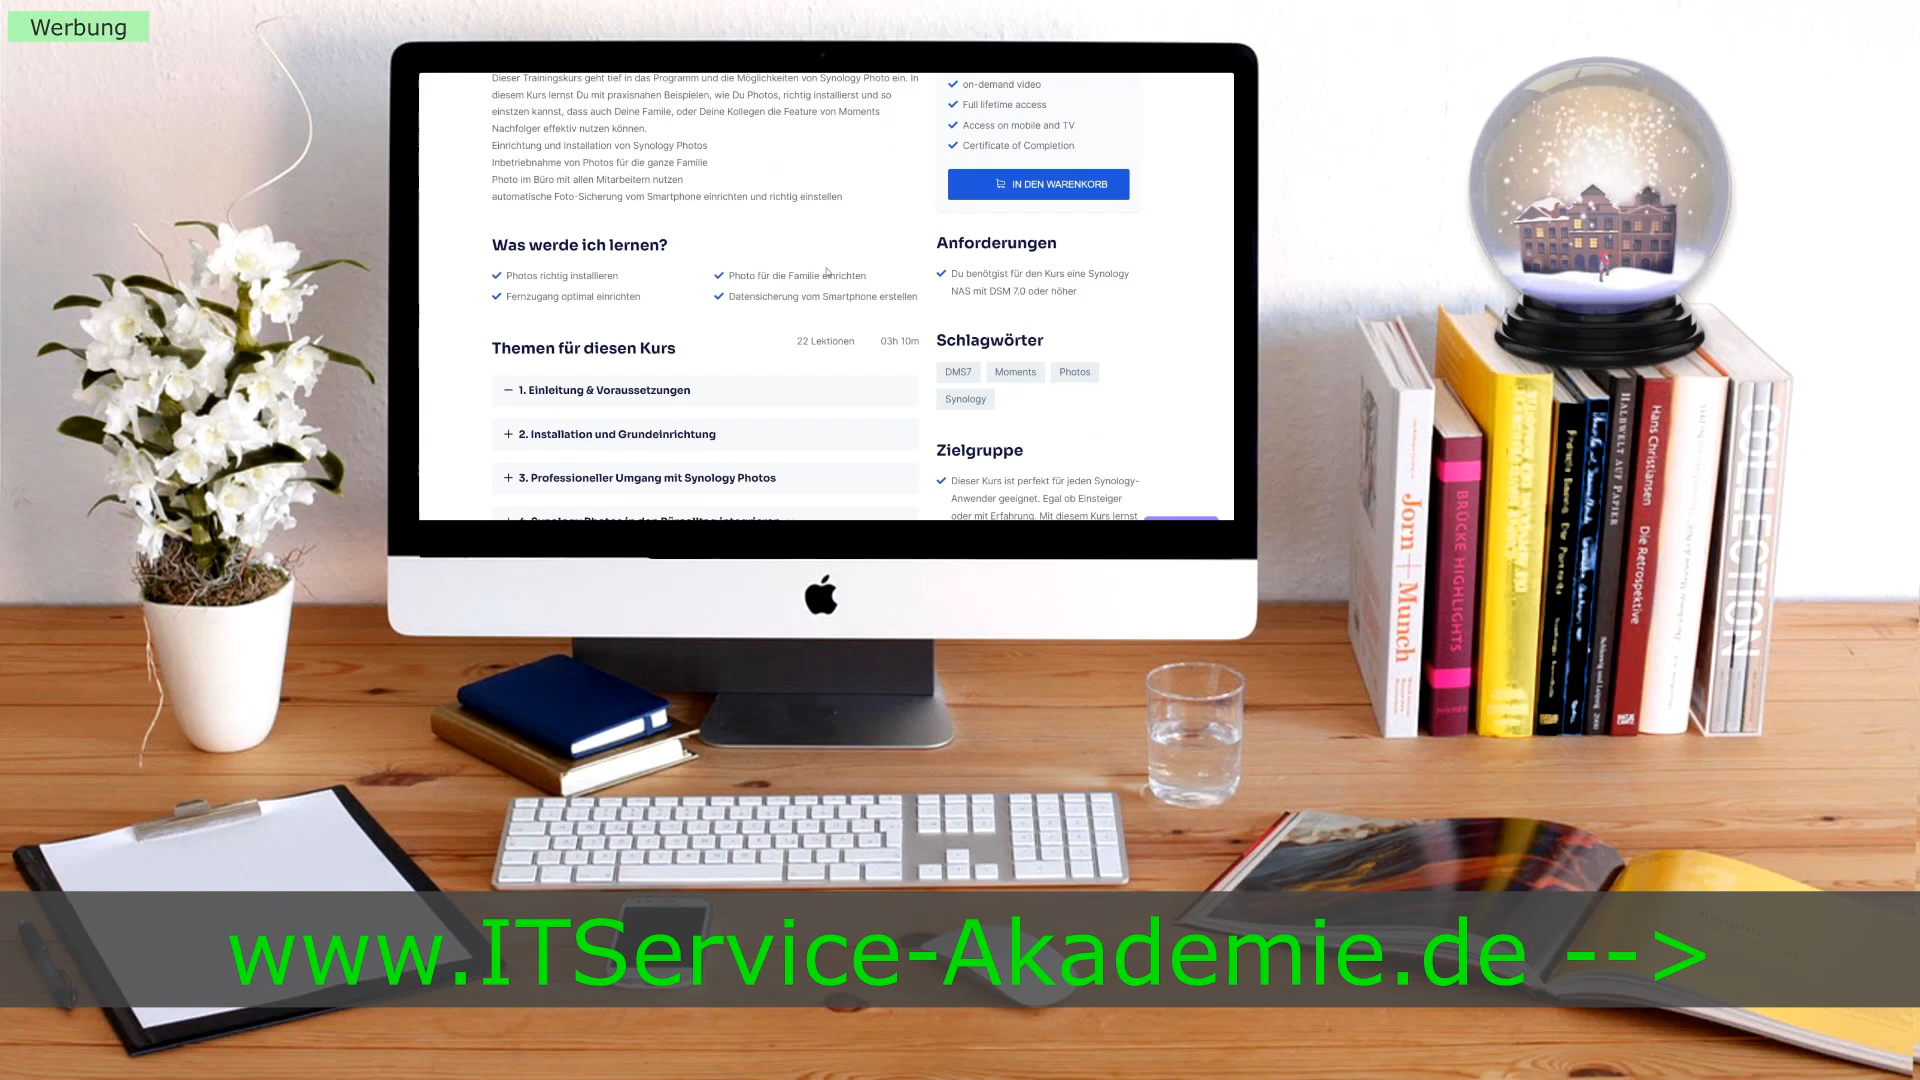 Werbung
Dieser Trainingskurs geht tief in das Programm und die Möglichkeiten von Synology Photo ein. In
diesem Kurs lernst Du mit praxisnahen Beispielen, wie Du Photos, richtig installierst und so
einstzen kannst, dass auch Deine Famile, oder Deine Kollegen die Feature von Moments
Nachfolger effektiv nutzen können.
Einrichtung und Installation von Synology Photos
Inbetriebnahme von Photos für die ganze Familie
Photo im Büro mit allen Mitarbeitern nutzen
automatische Foto-Sicherung vom Smartphone einrichten und richtig einstellen
Was werde ich lernen?
Photos richtig installieren
Photo für die Familie einrichten
Fernzugang optimal einrichten
Datensicherung vom Smartphone erstellen
Themen für diesen Kurs
22 Lektionen
03h 10m
− 1. Einleitung & Voraussetzungen
+ 2. Installation und Grundeinrichtung
+ 3. Professioneller Umgang mit Synology Photos
on-demand video
Full lifetime access
Access on mobile and TV
Certificate of Completion
IN DEN WARENKORB
Anforderungen
Du benötgist für den Kurs eine Synology
NAS mit DSM 7.0 oder höher
Schlagwörter
DMS7
Moments
Photos
Synology
Zielgruppe
Dieser Kurs ist perfekt für jeden Synology-
Anwender geeignet. Egal ob Einsteiger
oder mit Erfahrung. Mit diesem Kurs lernst
Jorn + Munch
BRÜCKE HIGHLIGHTS
HALBWELT AUF PAPIER
Hans Christiansen Die Retrospektive
COLLECTION
www.ITService-Akademie.de -->